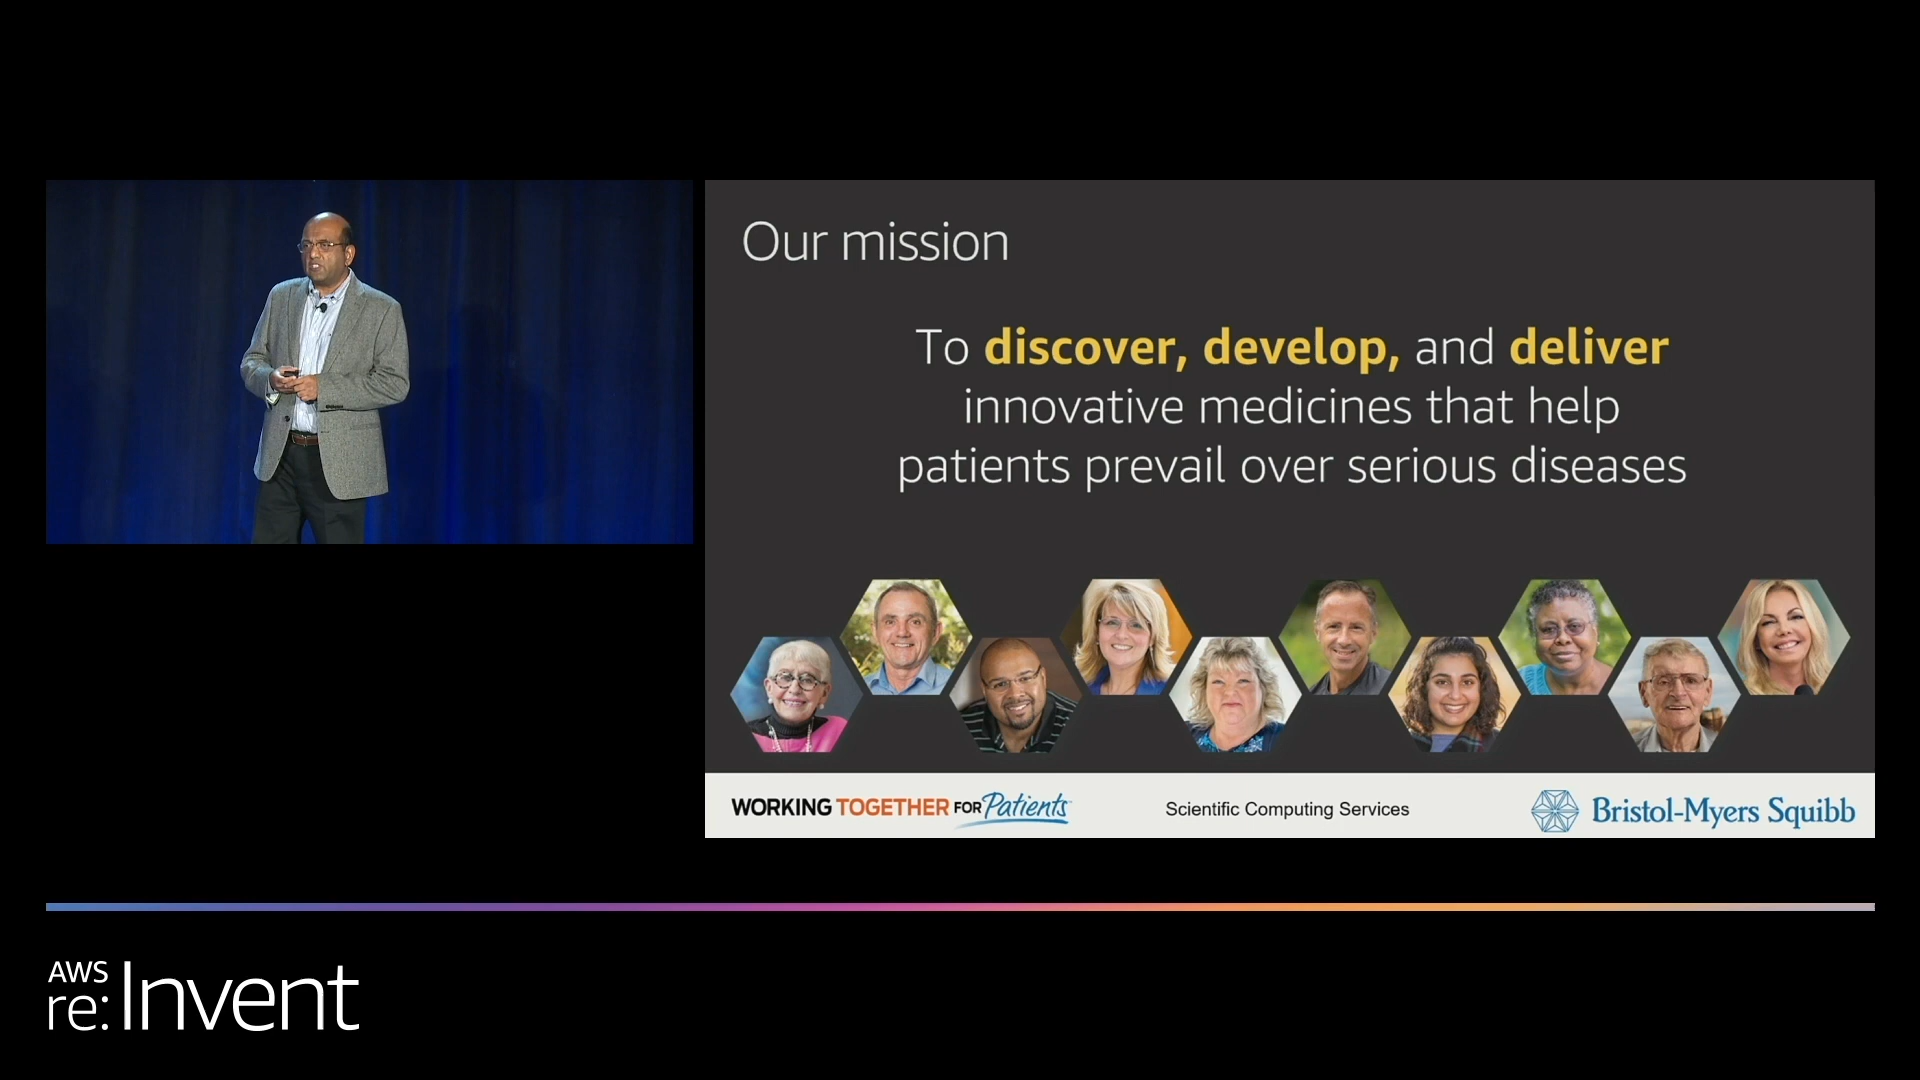 Our mission
To discover, develop, and deliver
innovative medicines that help
patients prevail over serious diseases
WORKING TOGETHER FOR Patients
Scientific Computing Services
Bristol-Myers Squibb
AWS
re:Invent